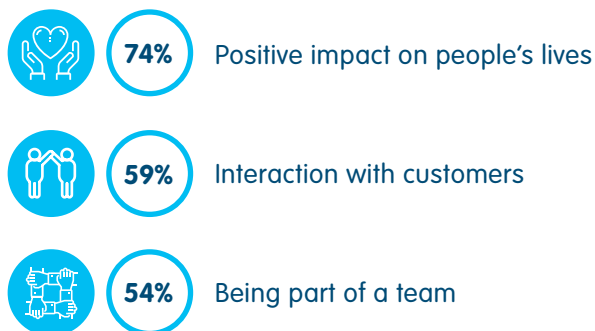 74% Positive impact on people’s lives
59% Interaction with customers
54% Being part of a team